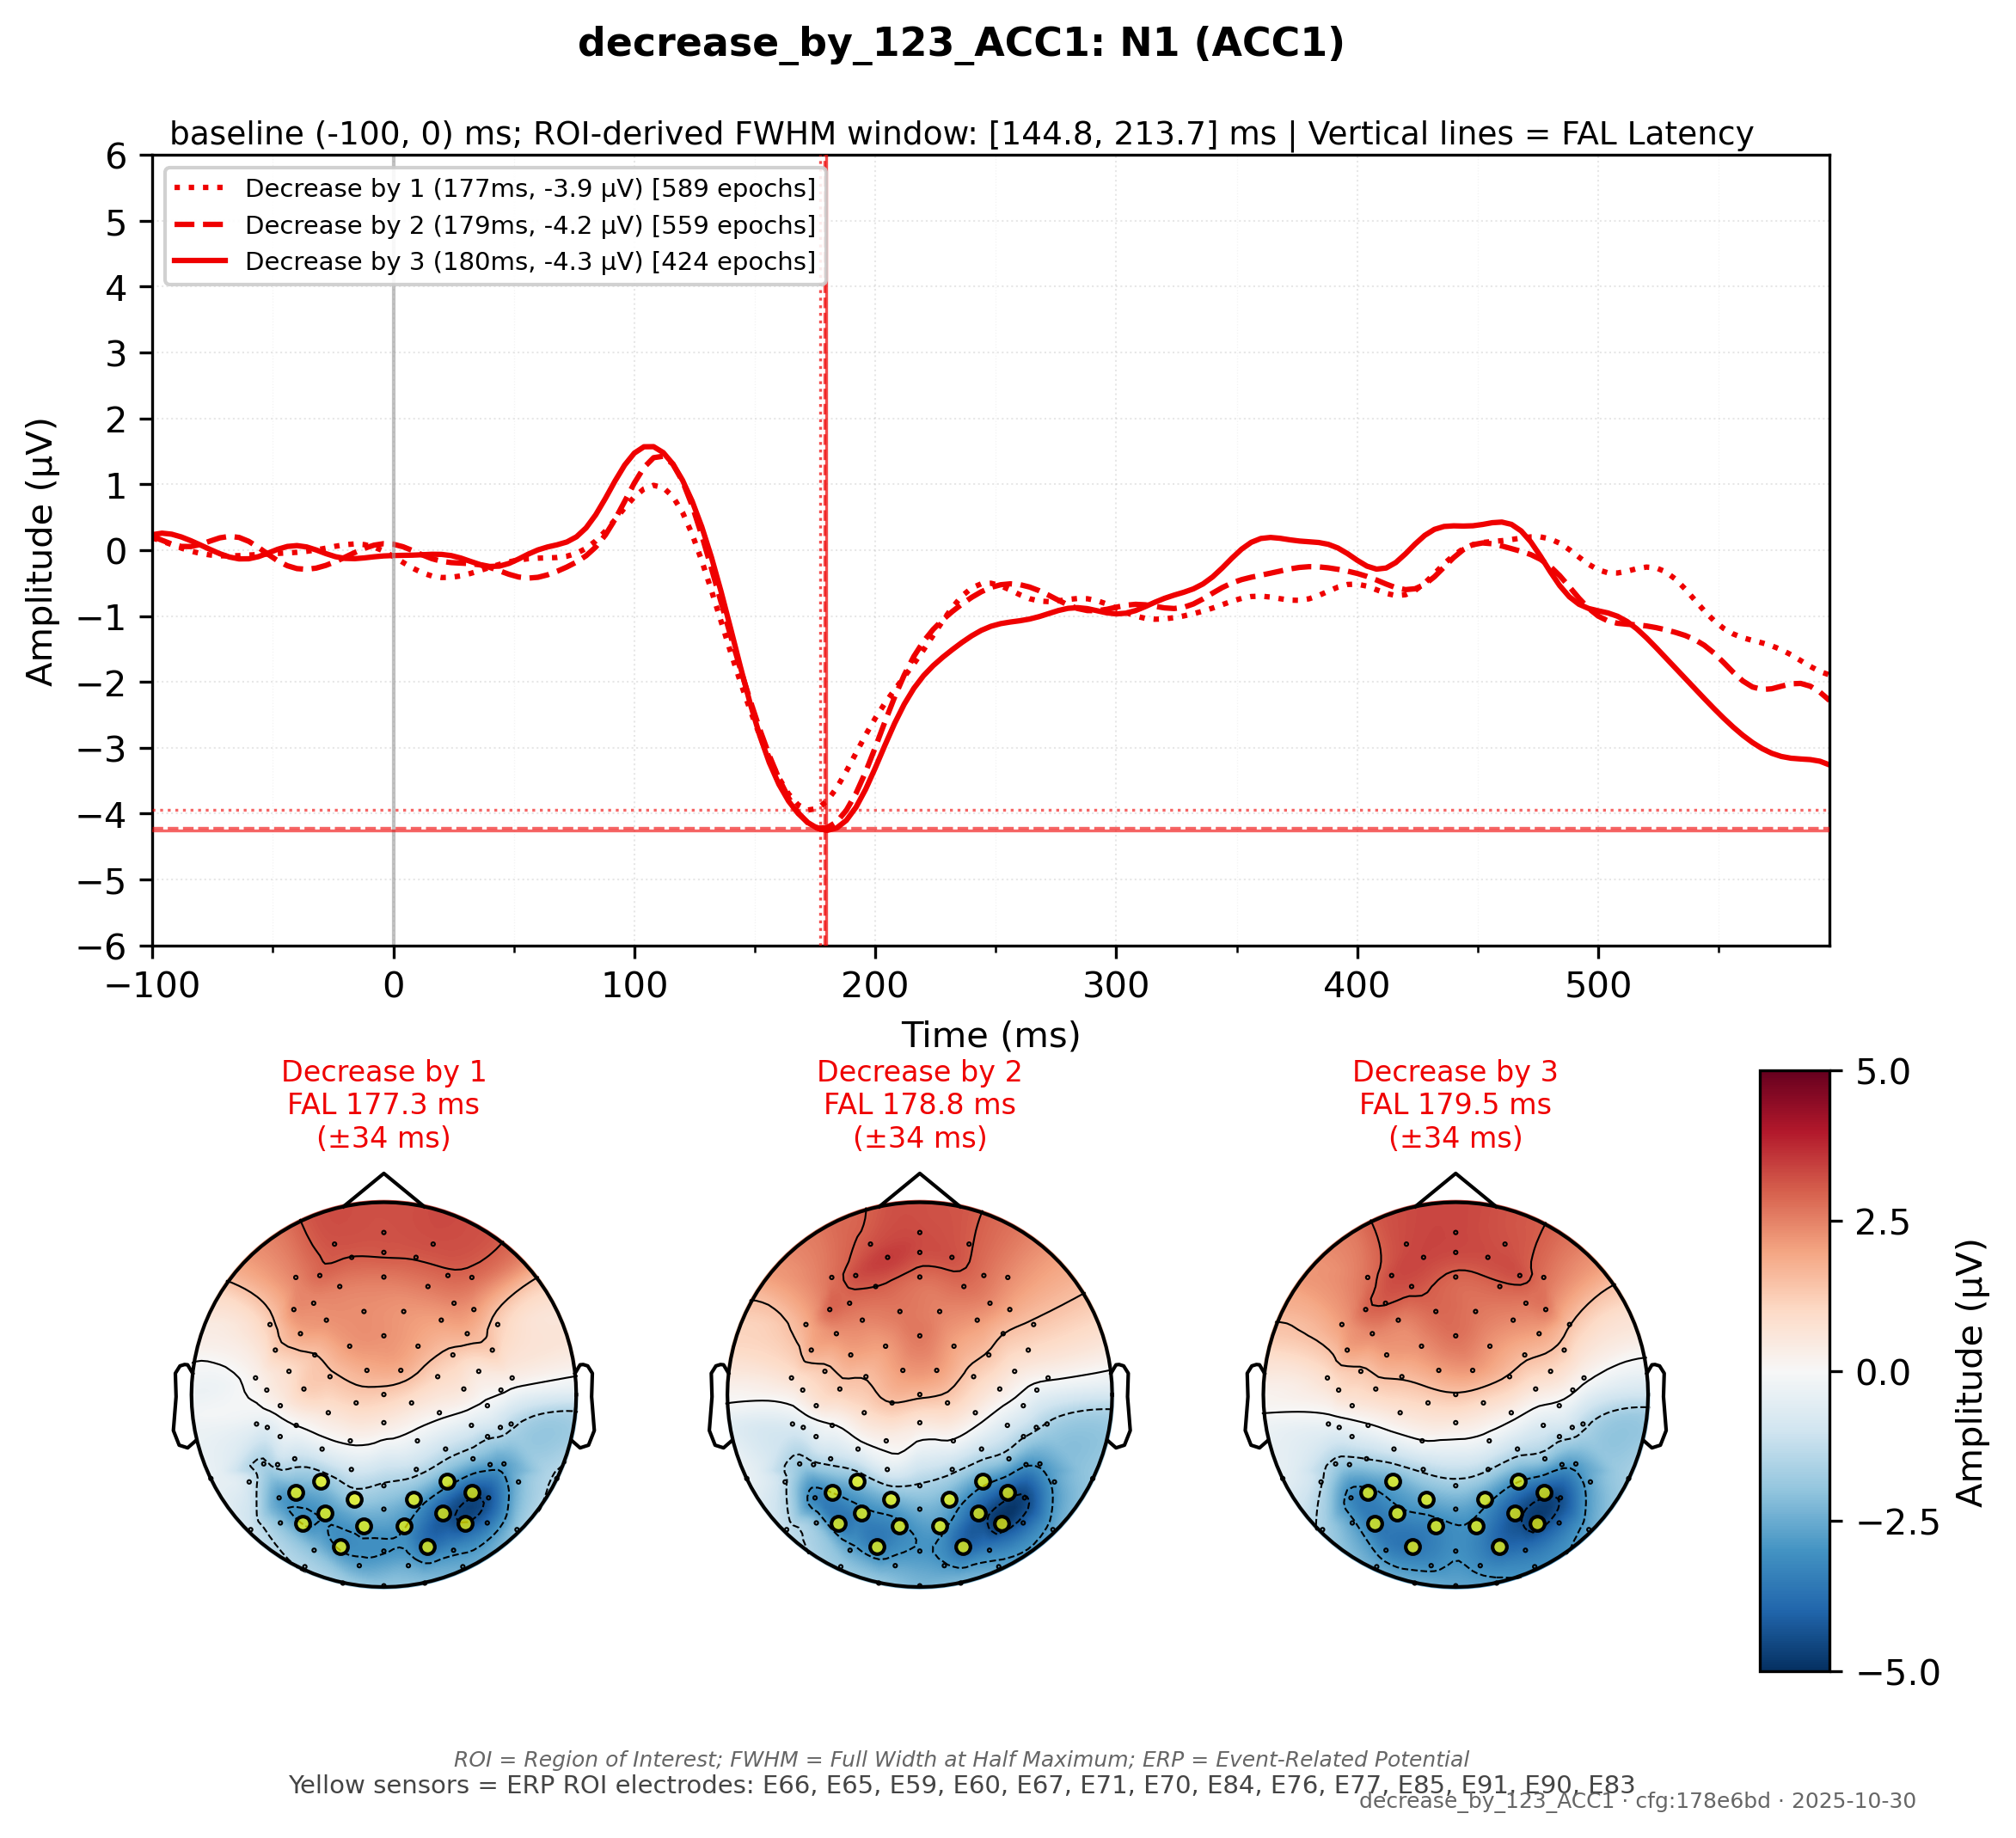 decrease_by_123_ACC1: N1 (ACC1)
baseline (-100, 0) ms; ROI-derived FWHM window: [144.8, 213.7] ms | Vertical lines = FAL Latency
Decrease by 1 (177ms, -3.9 µV) [589 epochs]
Decrease by 2 (179ms, -4.2 µV) [559 epochs]
Decrease by 3 (180ms, -4.3 µV) [424 epochs]
Amplitude (µV)
6
5
4
3
2
1
0
−1
−2
−3
−4
−5
−6
−100 0 100 200 300 400 500
Time (ms)
Decrease by 1
FAL 177.3 ms
(±34 ms)
Decrease by 2
FAL 178.8 ms
(±34 ms)
Decrease by 3
FAL 179.5 ms
(±34 ms)
5.0
2.5
0.0
−2.5
−5.0
Amplitude (µV)
ROI = Region of Interest; FWHM = Full Width at Half Maximum; ERP = Event-Related Potential
Yellow sensors = ERP ROI electrodes: E66, E65, E59, E60, E67, E71, E70, E84, E76, E77, E85, E91, E90, E83
decrease_by_123_ACC1 · cfg:178e6bd · 2025-10-30